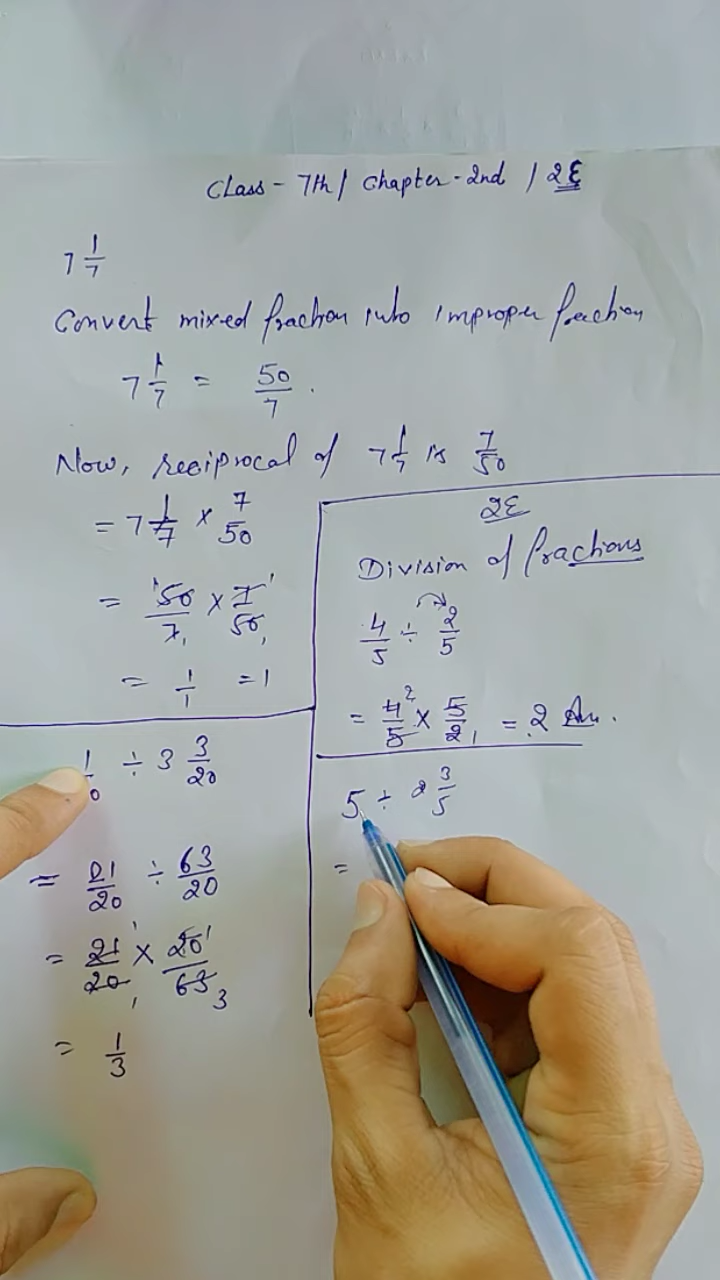 Class - 7th / Chapter - 2nd / 2E
7 1/7
Convert mixed fraction into improper fraction
7 1/7 = 50/7 .
Now, reciprocal of 7 1/7 is 7/50
= 7 1/7 × 7/50
= 50/7 × 7/50
= 1/1 = 1
2E
Division of fractions
4/5 ÷ 2/5
= 4/5 × 5/2 = 2 Ans.
÷ 3 3/20
= 21/20 ÷ 63/20
= 21/20 × 20/63
= 1/3
5 ÷ 2 3/5
=